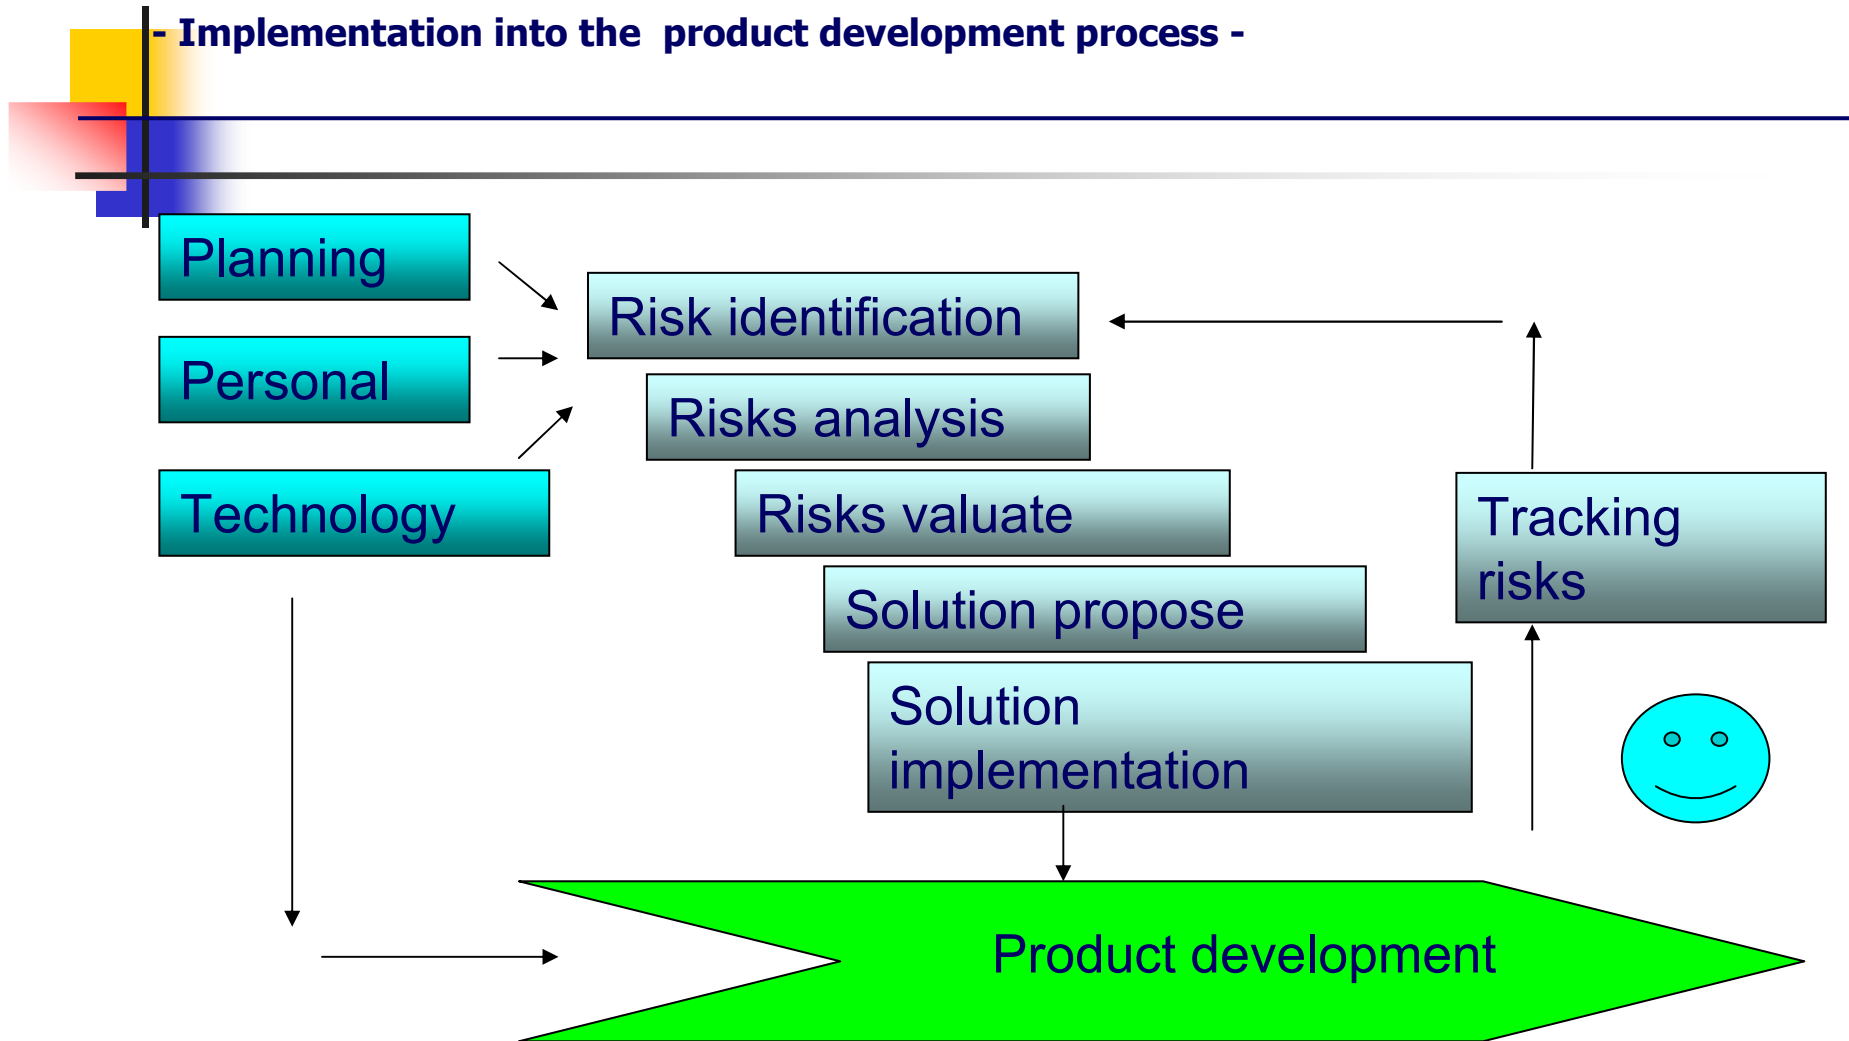 - Implementation into the  product development process -
Planning
Personal
Technology
Risk identification
Risks analysis
Risks valuate
Solution propose
Solution
implementation
Tracking
risks
Product development